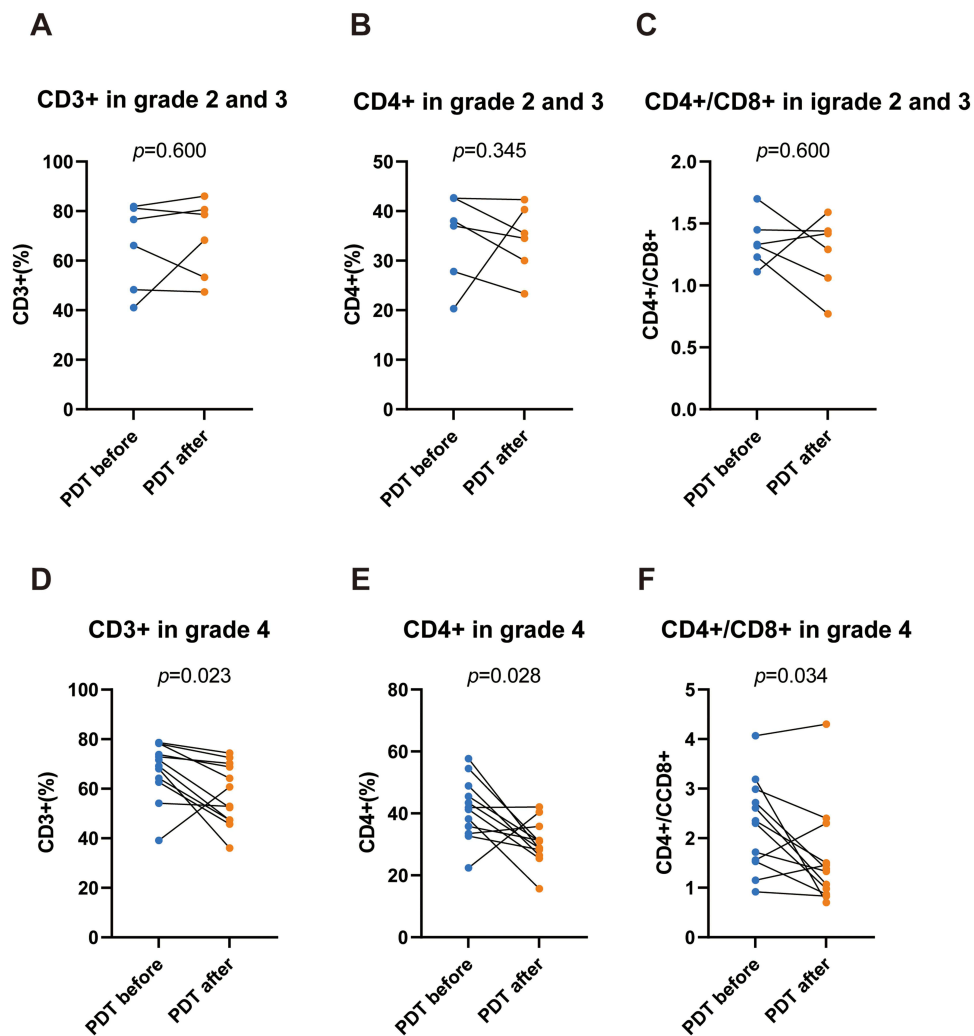 A
B
C
CD3+ in grade 2 and 3
CD4+ in grade 2 and 3
CD4+/CD8+ in igrade 2 and 3
p=0.600
p=0.345
p=0.600
CD3+(%)
100
80
60
40
20
0
CD4+(%)
50
40
30
20
10
0
CD4+/CD8+
2.0
1.5
1.0
0.5
0.0
PDT before
PDT after
PDT before
PDT after
PDT before
PDT after
D
E
F
CD3+ in grade 4
CD4+ in grade 4
CD4+/CD8+ in grade 4
p=0.023
p=0.028
p=0.034
CD3+(%)
100
80
60
40
20
0
CD4+(%)
80
60
40
20
0
CD4+/CCD8+
5
4
3
2
1
0
PDT before
PDT after
PDT before
PDT after
PDT before
PDT after